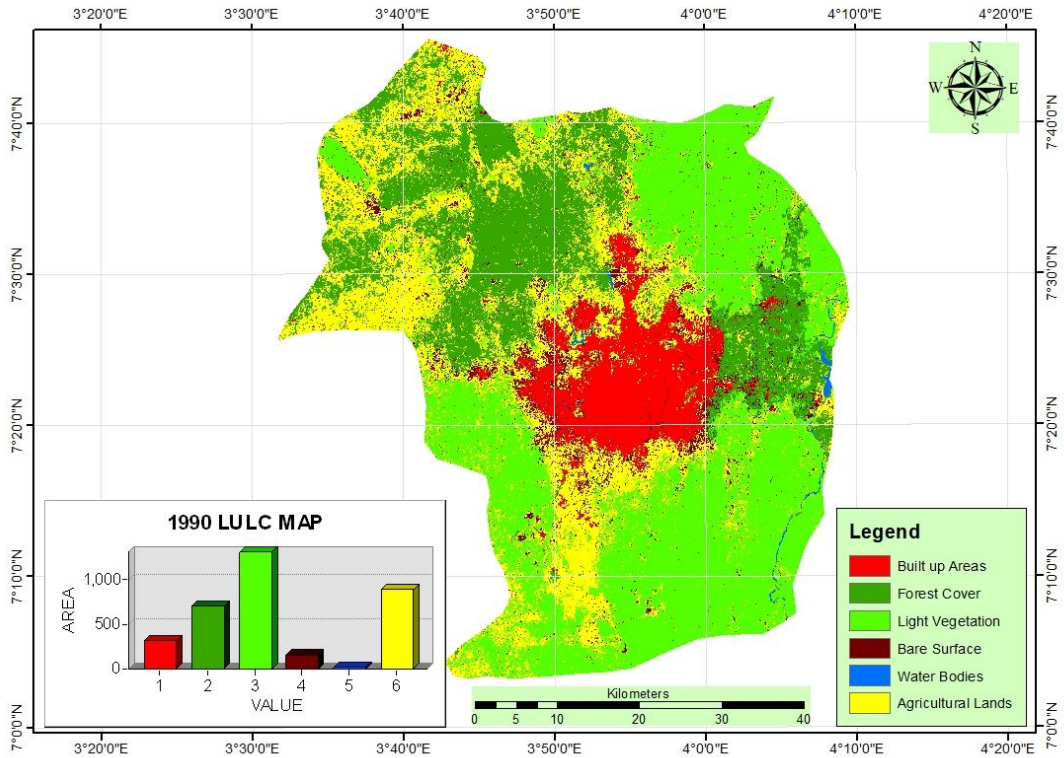 3°20'0"E 3°30'0"E 3°40'0"E 3°50'0"E 4°0'0"E 4°10'0"E 4°20'0"E
N
W E
S
7°40'0"N 7°40'0"N
7°30'0"N 7°30'0"N
7°20'0"N 7°20'0"N
7°10'0"N 7°10'0"N
7°0'0"N 7°0'0"N
1990 LULC MAP
AREA
1,000
500
0
1 2 3 4 5 6
VALUE
Legend
Built up Areas
Forest Cover
Light Vegetation
Bare Surface
Water Bodies
Agricultural Lands
Kilometers
0 5 10 20 30 40
3°20'0"E 3°30'0"E 3°40'0"E 3°50'0"E 4°0'0"E 4°10'0"E 4°20'0"E